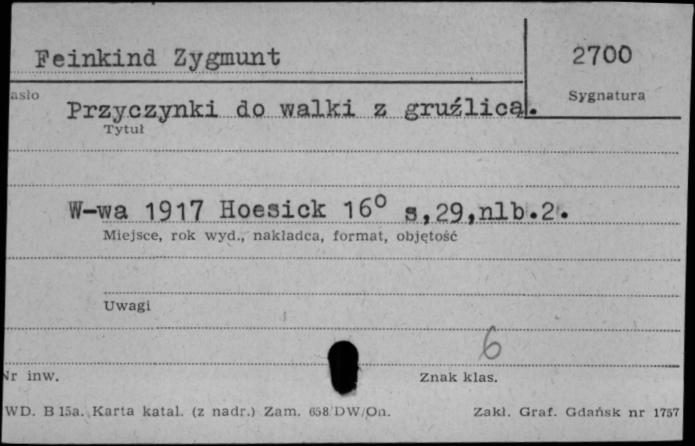 Feinkind Zygmunt
2700
asło
Sygnatura
Przyczynki do walki z gruźlicą.
Tytuł
W-wa 1917 Hoesick 16° s,29,nlb.2.
Miejsce, rok wyd., nakładca, format, objętość
Uwagi
6
Nr inw.
Znak klas.
WD. B 15a. Karta katal. (z nadr.) Zam. 658/DW/On.
Zakł. Graf. Gdańsk nr 1757